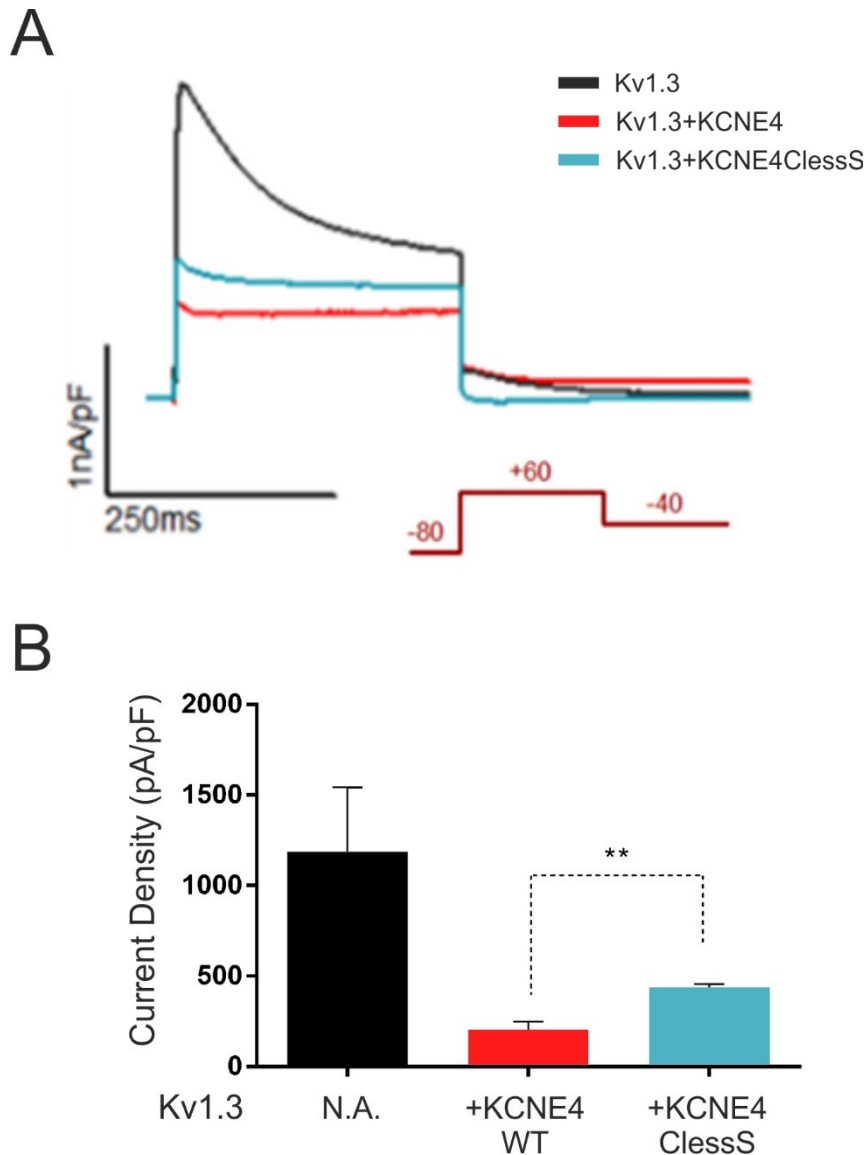 A
Kv1.3
Kv1.3+KCNE4
Kv1.3+KCNE4ClessS
1nA/pF
250ms
-80
+60
-40
B
Current Density (pA/pF)
2000
1500
1000
500
0
**
Kv1.3
N.A.
+KCNE4
WT
+KCNE4
ClessS